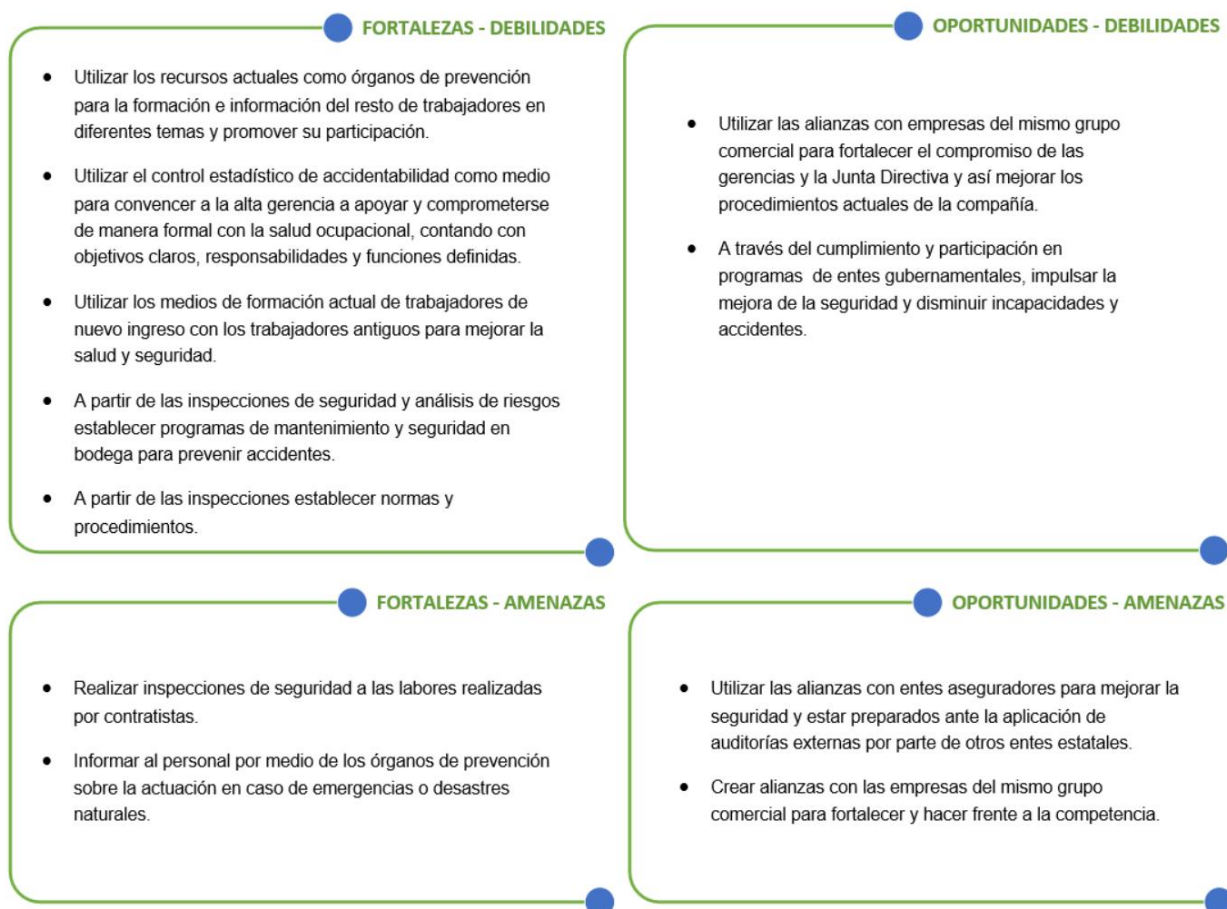 FORTALEZAS - DEBILIDADES
• Utilizar los recursos actuales como órganos de prevención
para la formación e información del resto de trabajadores en
diferentes temas y promover su participación.
• Utilizar el control estadístico de accidentabilidad como medio
para convencer a la alta gerencia a apoyar y comprometerse
de manera formal con la salud ocupacional, contando con
objetivos claros, responsabilidades y funciones definidas.
• Utilizar los medios de formación actual de trabajadores de
nuevo ingreso con los trabajadores antiguos para mejorar la
salud y seguridad.
• A partir de las inspecciones de seguridad y análisis de riesgos
establecer programas de mantenimiento y seguridad en
bodega para prevenir accidentes.
• A partir de las inspecciones establecer normas y
procedimientos.
OPORTUNIDADES - DEBILIDADES
• Utilizar las alianzas con empresas del mismo grupo
comercial para fortalecer el compromiso de las
gerencias y la Junta Directiva y así mejorar los
procedimientos actuales de la compañía.
• A través del cumplimiento y participación en
programas de entes gubernamentales, impulsar la
mejora de la seguridad y disminuir incapacidades y
accidentes.
FORTALEZAS - AMENAZAS
• Realizar inspecciones de seguridad a las labores realizadas
por contratistas.
• Informar al personal por medio de los órganos de prevención
sobre la actuación en caso de emergencias o desastres
naturales.
OPORTUNIDADES - AMENAZAS
• Utilizar las alianzas con entes aseguradores para mejorar la
seguridad y estar preparados ante la aplicación de
auditorías externas por parte de otros entes estatales.
• Crear alianzas con las empresas del mismo grupo
comercial para fortalecer y hacer frente a la competencia.